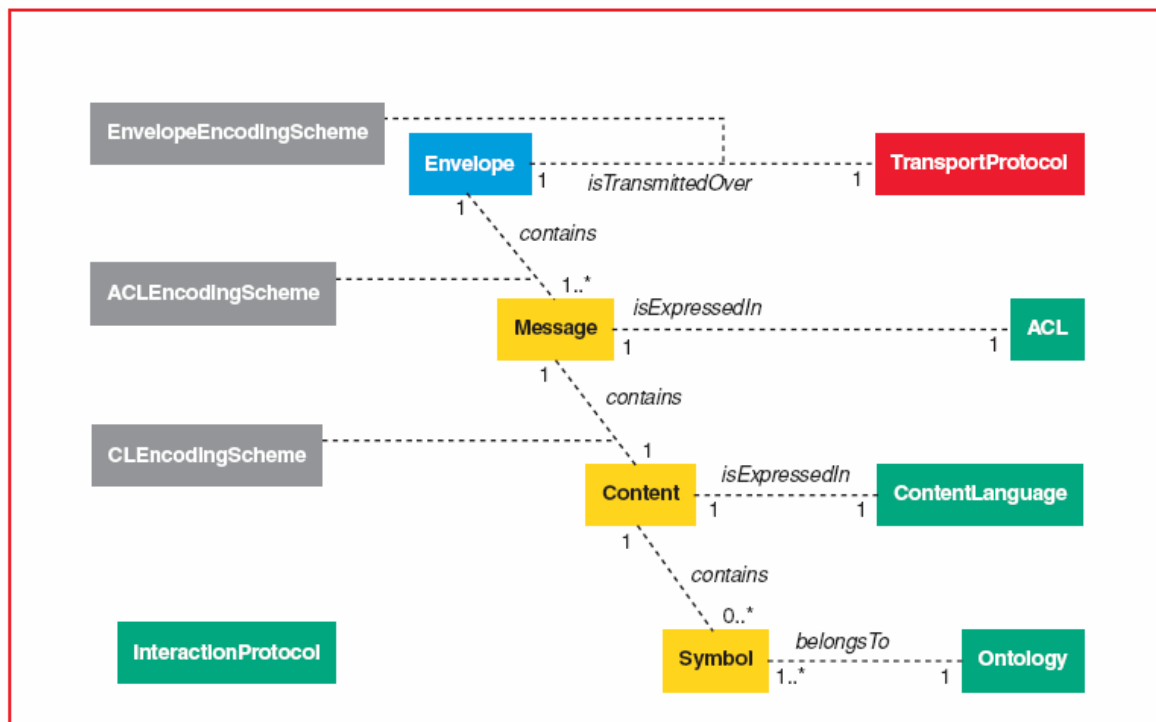 EnvelopeEncodingScheme
Envelope
TransportProtocol
1
isTransmittedOver
1
1
contains
ACLEncodingScheme
1..*
isExpressedIn
Message
ACL
1
1
1
contains
CLEncodingScheme
1
isExpressedIn
Content
ContentLanguage
1
1
1
contains
0..*
InteractionProtocol
belongsTo
Symbol
Ontology
1..*
1